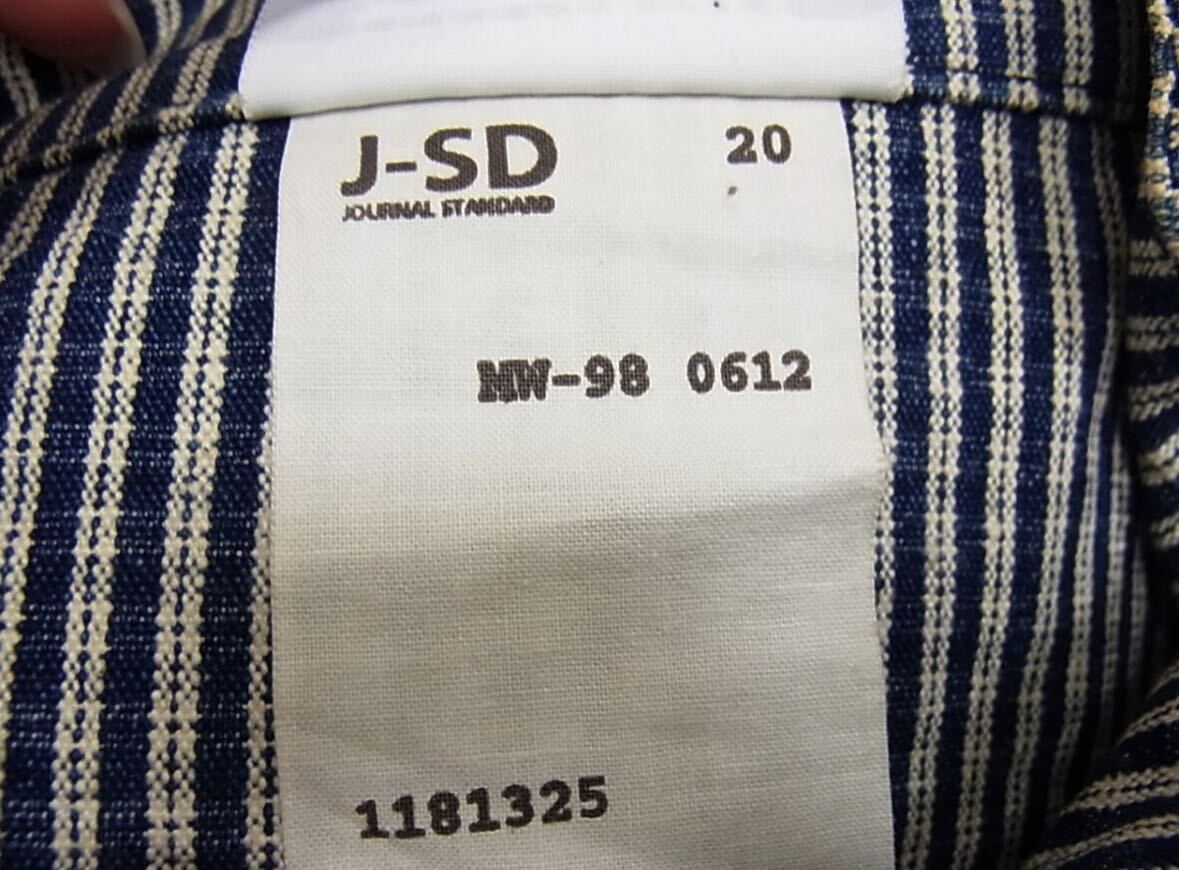 J-SD 20
JOURNAL STANDARD
MW-98 0612
1181325